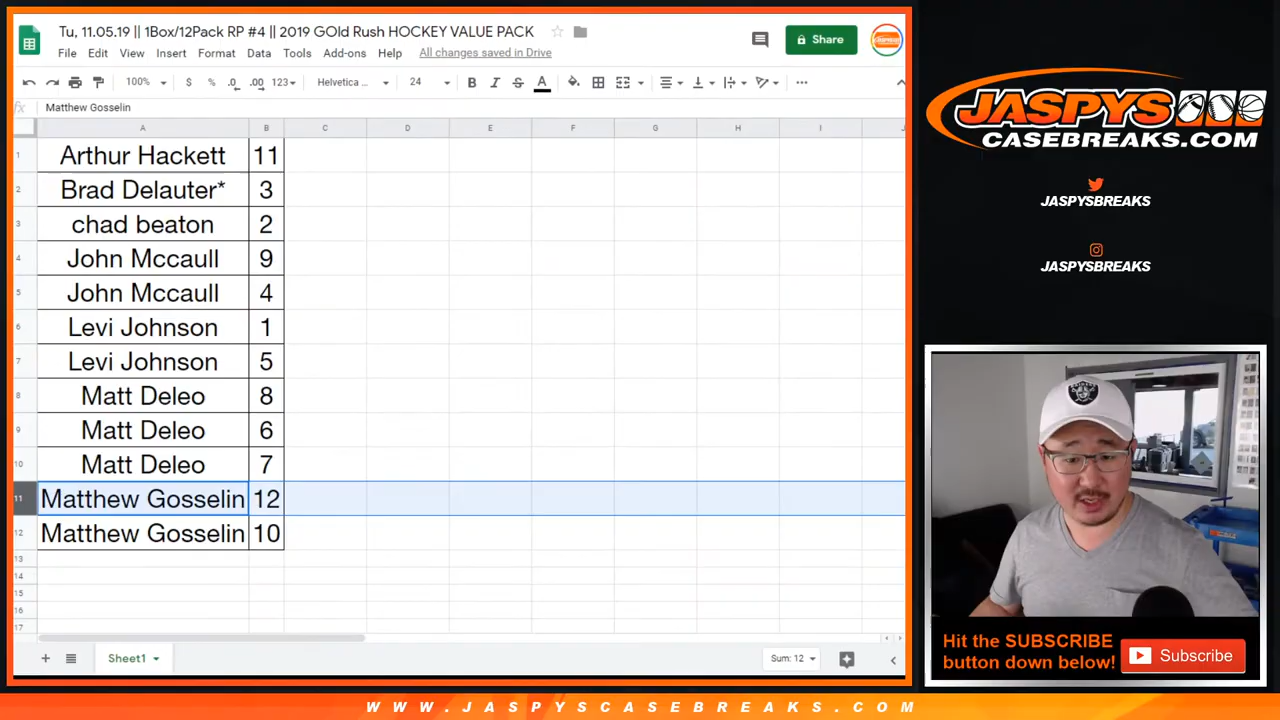 Tu, 11.05.19 || 1Box/12Pack RP #4 || 2019 GOld Rush HOCKEY VALUE PACK
Share
File Edit View Insert Format Data Tools Add-ons Help All changes saved in Drive
100% $ % .0 .00 123 Helvetica ... 24 B I S A ...
fx Matthew Gosselin
A B C D E F G H I J
1 Arthur Hackett 11
2 Brad Delauter* 3
3 chad beaton 2
4 John Mccaull 9
5 John Mccaull 4
6 Levi Johnson 1
7 Levi Johnson 5
8 Matt Deleo 8
9 Matt Deleo 6
10 Matt Deleo 7
11 Matthew Gosselin 12
12 Matthew Gosselin 10
13
14
15
16
17
Sheet1
Sum: 12
JASPYS
CASEBREAKS.COM
JASPYSBREAKS
JASPYSBREAKS
RAIDERS
Hit the SUBSCRIBE
button down below!
Subscribe
WWW.JASPYSCASEBREAKS.COM